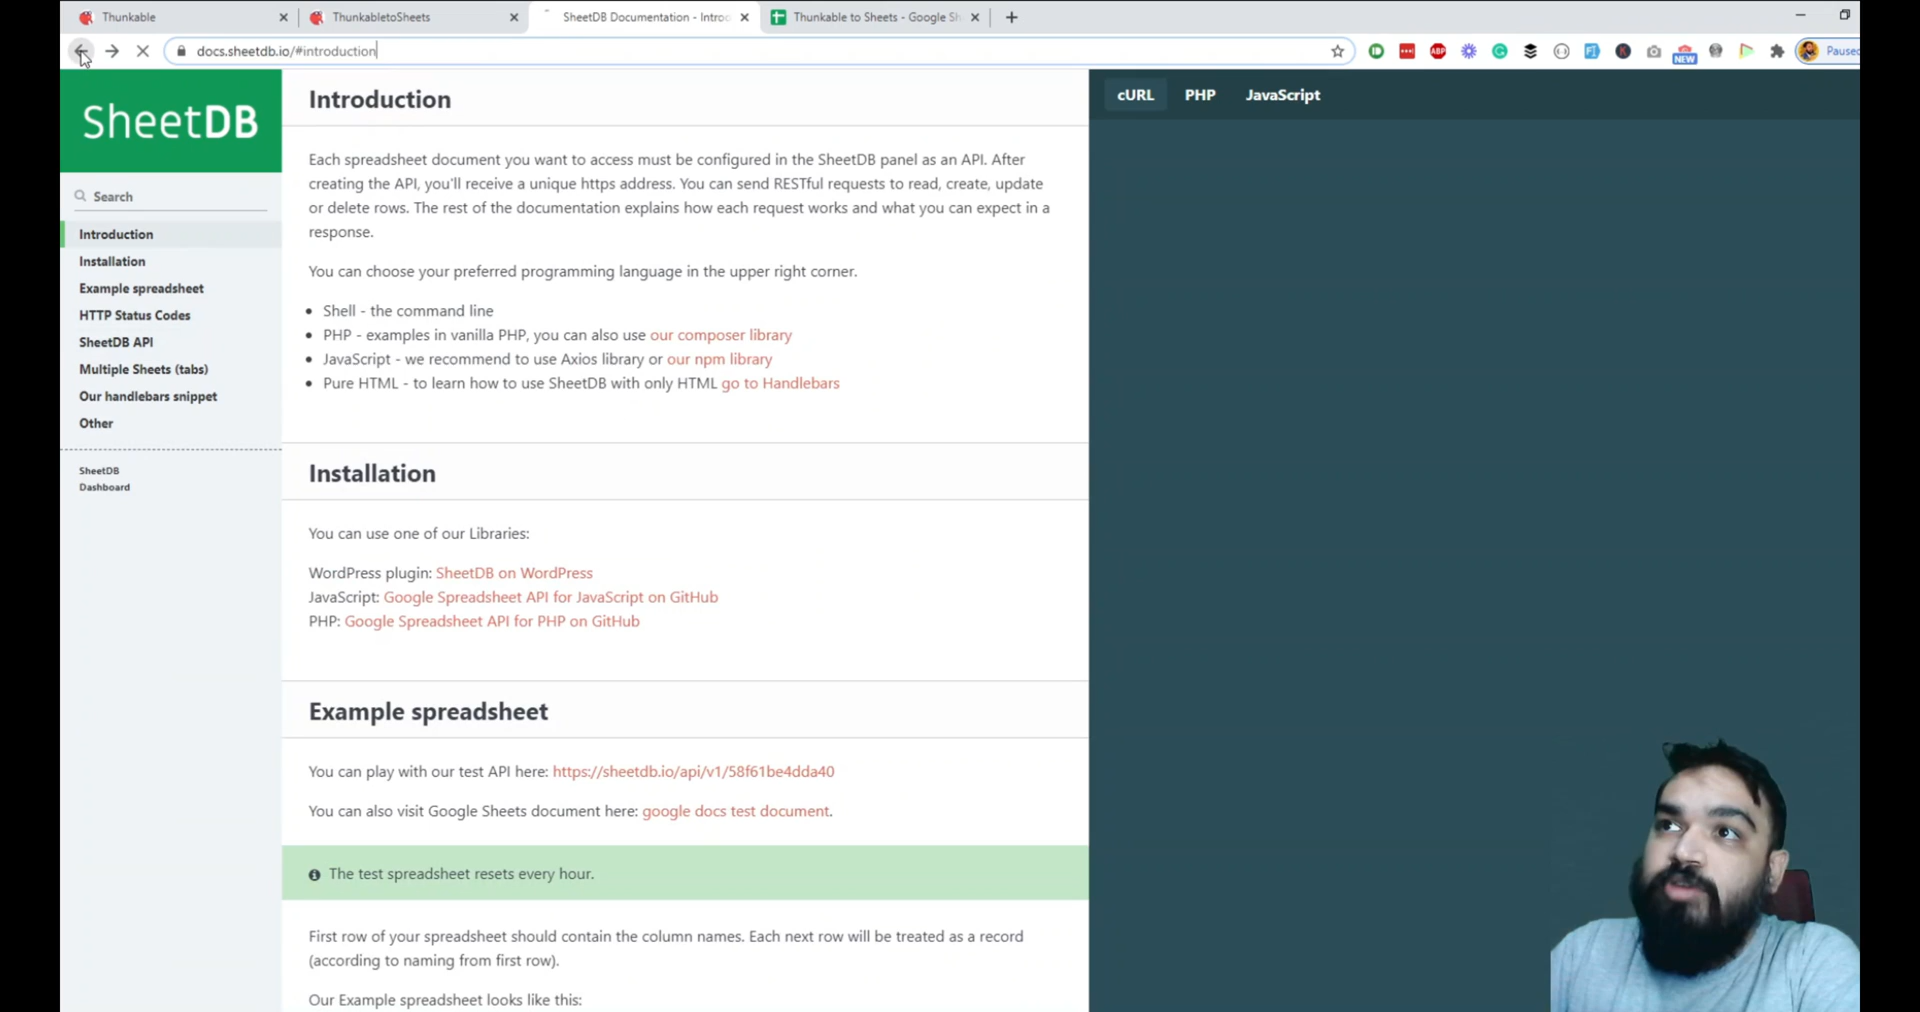 Thunkable
ThunkabletoSheets
SheetDB Documentation - Introd
Thunkable to Sheets - Google Sh
docs.sheetdb.io/#introduction
ABP
NEW
Paused
SheetDB
Search
Introduction
Installation
Example spreadsheet
HTTP Status Codes
SheetDB API
Multiple Sheets (tabs)
Our handlebars snippet
Other
SheetDB
Dashboard
Introduction
Each spreadsheet document you want to access must be configured in the SheetDB panel as an API. After
creating the API, you'll receive a unique https address. You can send RESTful requests to read, create, update
or delete rows. The rest of the documentation explains how each request works and what you can expect in a
response.
You can choose your preferred programming language in the upper right corner.
Shell - the command line
PHP - examples in vanilla PHP, you can also use our composer library
JavaScript - we recommend to use Axios library or our npm library
Pure HTML - to learn how to use SheetDB with only HTML go to Handlebars
Installation
You can use one of our Libraries:
WordPress plugin: SheetDB on WordPress
JavaScript: Google Spreadsheet API for JavaScript on GitHub
PHP: Google Spreadsheet API for PHP on GitHub
Example spreadsheet
You can play with our test API here: https://sheetdb.io/api/v1/58f61be4dda40
You can also visit Google Sheets document here: google docs test document.
The test spreadsheet resets every hour.
First row of your spreadsheet should contain the column names. Each next row will be treated as a record
(according to naming from first row).
Our Example spreadsheet looks like this:
cURL PHP JavaScript